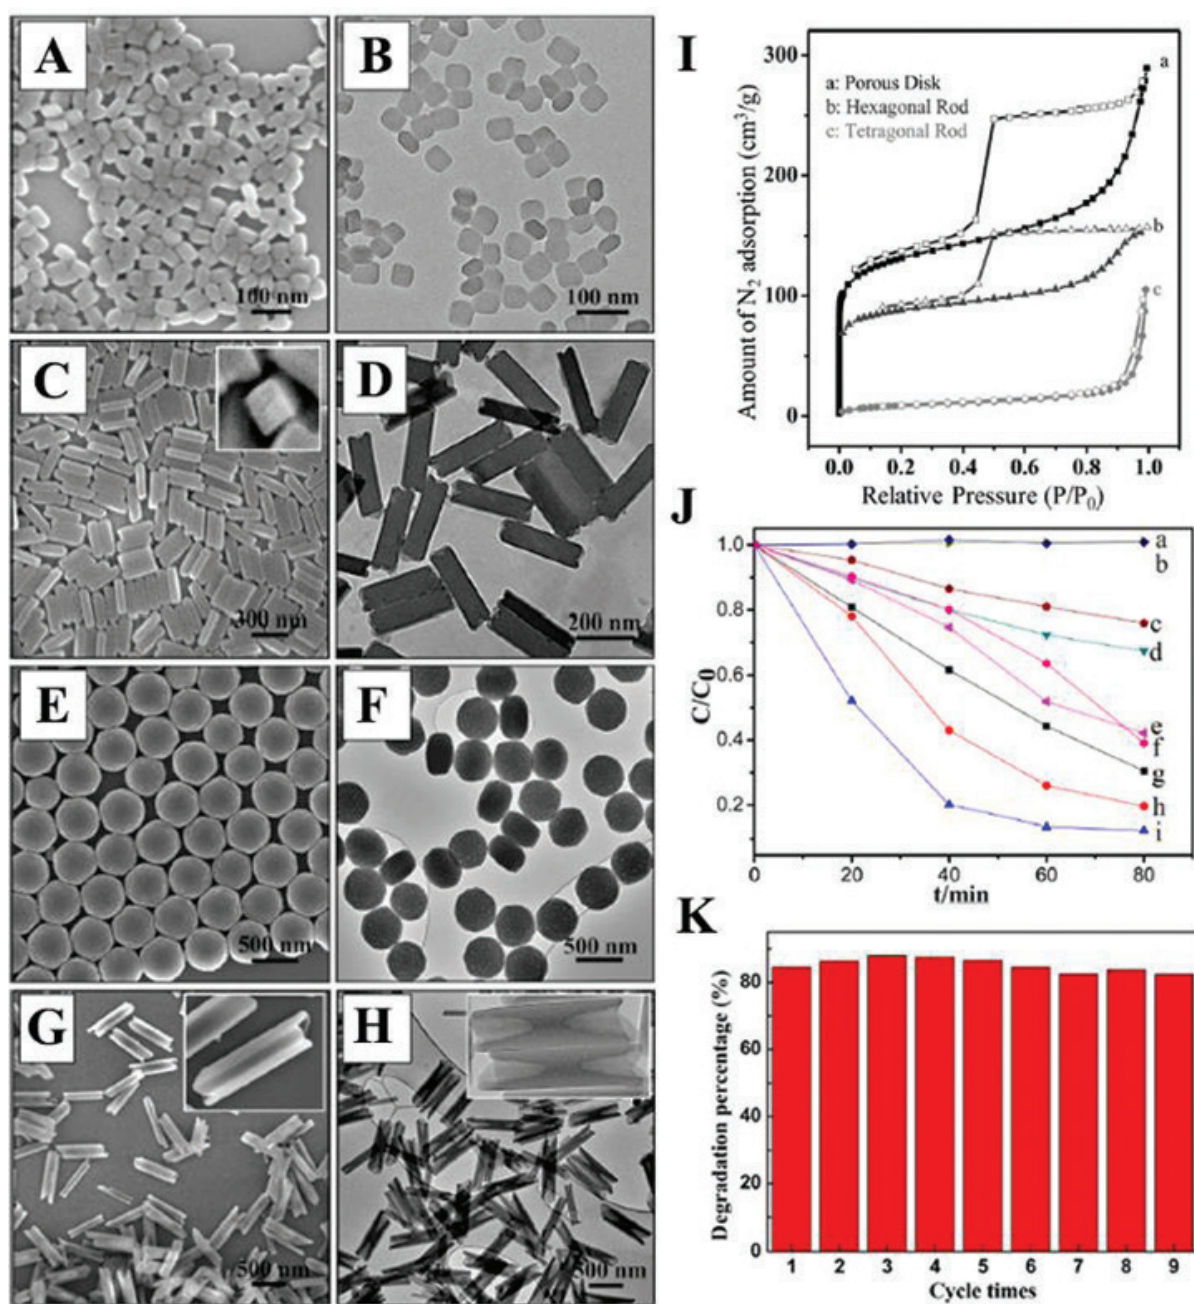 A
100 nm
B
100 nm
C
300 nm
D
200 nm
E
500 nm
F
500 nm
G
500 nm
H
500 nm
I
Amount of N2 adsorption (cm3/g)
300
200
100
0
a: Porous Disk
b: Hexagonal Rod
c: Tetragonal Rod
a
b
c
0.0 0.2 0.4 0.6 0.8 1.0
Relative Pressure (P/P0)
J
C/C0
1.0
0.8
0.6
0.4
0.2
a
b
c
d
e
f
g
h
i
0 20 40 60 80
t/min
K
Degradation percentage (%)
80
60
40
20
0
1 2 3 4 5 6 7 8 9
Cycle times